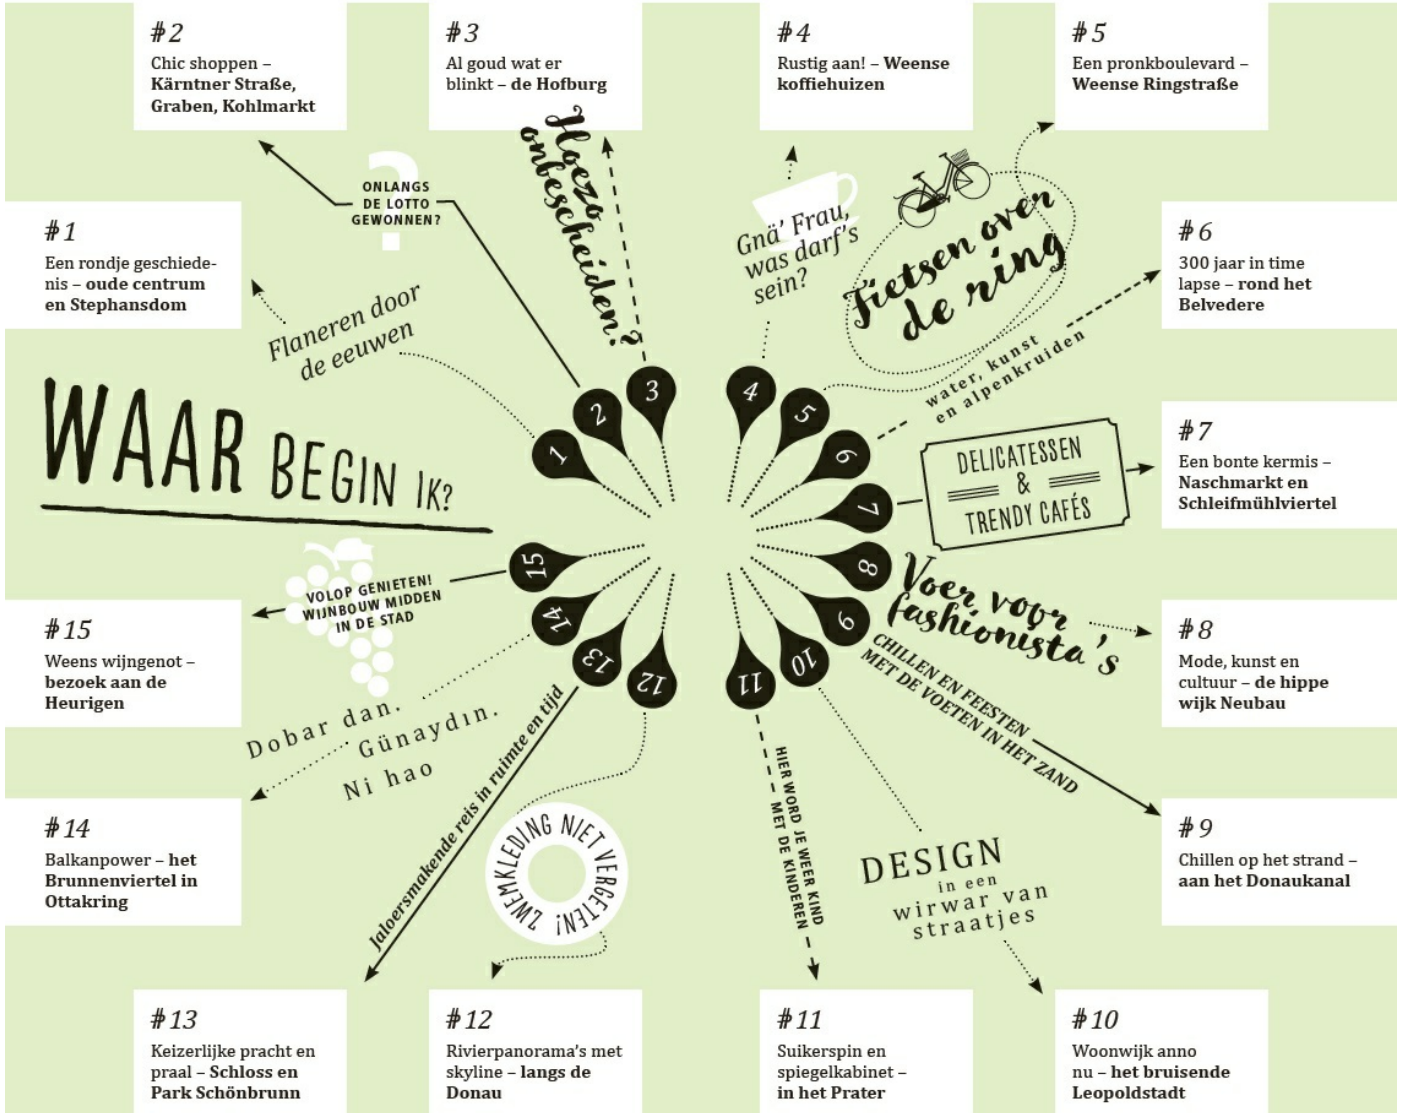 #2
Chic shoppen –
Kärntner Straße,
Graben, Kohlmarkt
#3
Al goud wat er
blinkt – de Hofburg
#4
Rustig aan! – Weense
koffiehuizen
#5
Een pronkboulevard –
Weense Ringstraße
#1
Een rondje geschiede-
nis – oude centrum
en Stephansdom
?
ONLANGS
DE LOTTO
GEWONNEN?
Hoezo
onbescheiden?
Gnä' Frau,
was darf's
sein?
Fietsen over
de ring
#6
300 jaar in time
lapse – rond het
Belvedere
Flaneren door
de eeuwen
water, kunst
en alpenkruiden
WAAR BEGIN IK?
1
2
3
4
5
6
7
8
9
10
11
12
13
14
15
DELICATESSEN
&
TRENDY CAFÉS
#7
Een bonte kermis –
Naschmarkt en
Schleifmühlviertel
VOLOP GENIETEN!
WIJNBOUW MIDDEN
IN DE STAD
Voer voor
fashionista's
#15
Weens wijngenot –
bezoek aan de
Heurigen
#8
Mode, kunst en
cultuur – de hippe
wijk Neubau
CHILLEN EN FEESTEN
MET DE VOETEN IN HET ZAND
Dobar dan.
Günaydın.
Ni hao
#14
Balkanpower – het
Brunnenviertel in
Ottakring
Jaloersmakende reis in ruimte en tijd
ZWEMKLEDING NIET VERGETEN!
HIER WORD JE WEER KIND
MET DE KINDEREN
DESIGN
in een
wirwar van
straatjes
#9
Chillen op het strand –
aan het Donaukanal
#13
Keizerlijke pracht en
praal – Schloss en
Park Schönbrunn
#12
Rivierpanorama's met
skyline – langs de
Donau
#11
Suikerspin en
spiegelkabinet –
in het Prater
#10
Woonwijk anno
nu – het bruisende
Leopoldstadt